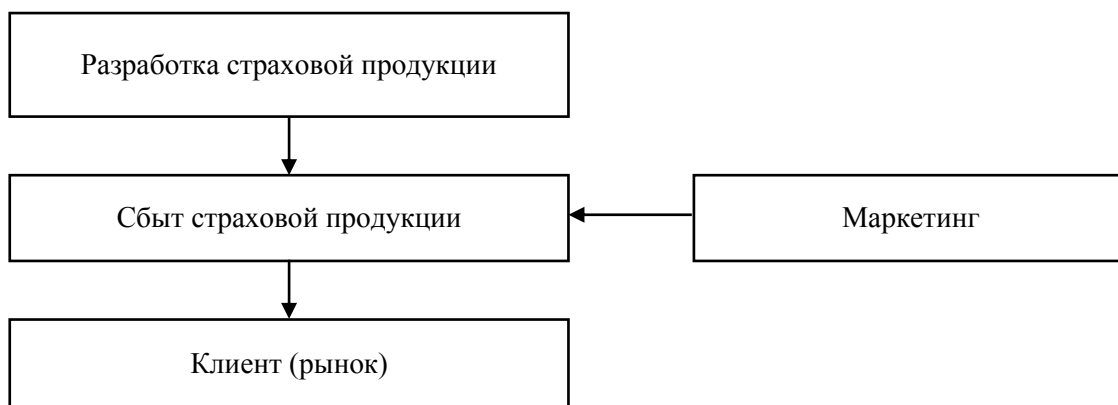 Разработка страховой продукции
Сбыт страховой продукции
Маркетинг
Клиент (рынок)